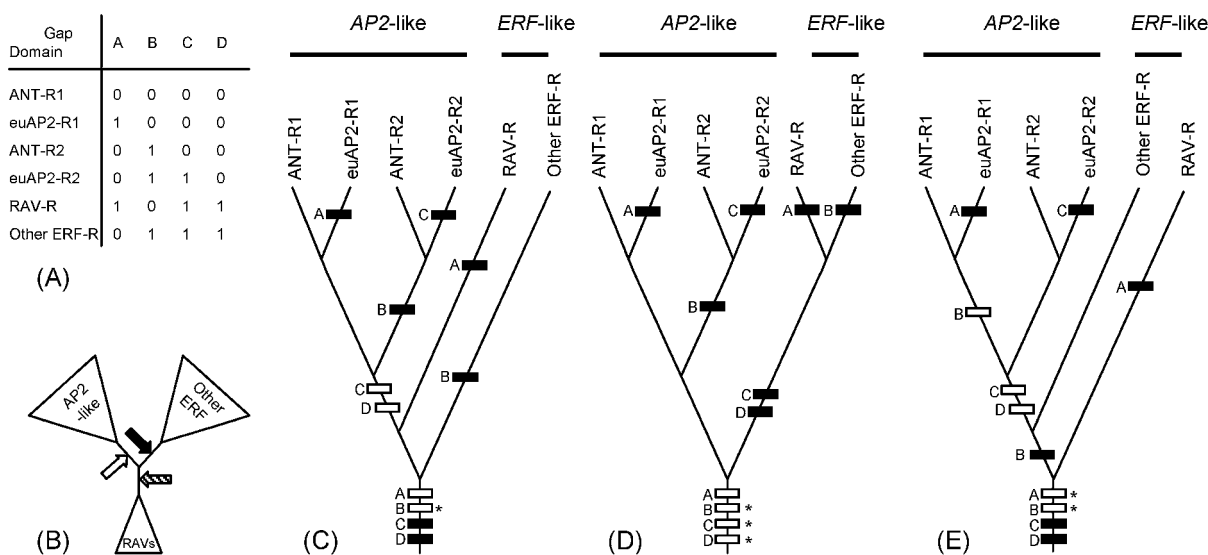 Gap
Domain A B C D
ANT-R1 0 0 0 0
euAP2-R1 1 0 0 0
ANT-R2 0 1 0 0
euAP2-R2 0 1 1 0
RAV-R 1 0 1 1
Other ERF-R 0 1 1 1
(A)
AP2
-like
Other
ERF
RAVs
(B)
AP2-like ERF-like
ANT-R1
euAP2-R1
ANT-R2
euAP2-R2
RAV-R
Other ERF-R
A
C
A
B
B
C
D
A
B *
C
D
(C)
AP2-like ERF-like
ANT-R1
euAP2-R1
ANT-R2
euAP2-R2
RAV-R
Other ERF-R
A
C
A
B
B
C
D
A
B *
C *
D *
(D)
AP2-like ERF-like
ANT-R1
euAP2-R1
ANT-R2
euAP2-R2
Other ERF-R
RAV-R
A
C
A
B
C
D
B
A *
B *
C
D
(E)